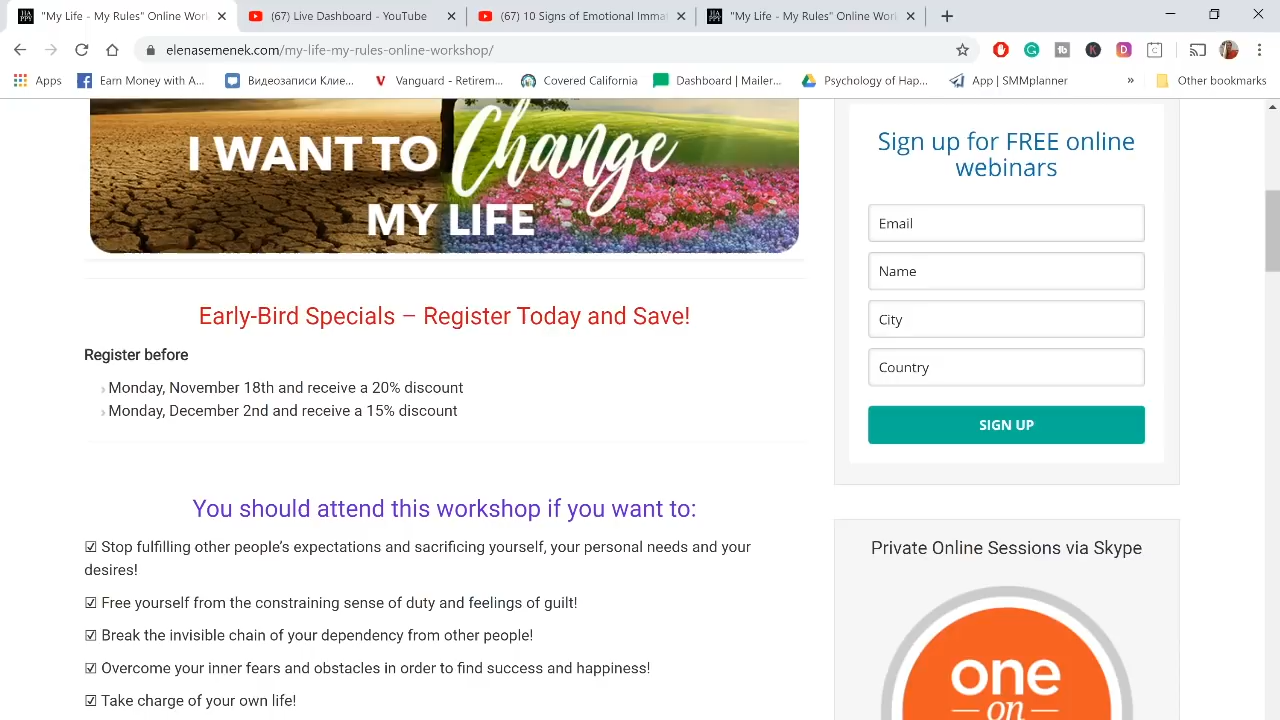 "My Life - My Rules" Online Wor
(67) Live Dashboard - YouTube
(67) 10 Signs of Emotional Imma
"My Life - My Rules" Online Wor
elenasemenek.com/my-life-my-rules-online-workshop/
Apps
Earn Money with A...
Видеозаписи Клие...
Vanguard - Retirem...
Covered California
Dashboard | Mailer...
Psychology of Hap...
App | SMMplanner
»
Other bookmarks
I WANT TO Change
MY LIFE
Early-Bird Specials – Register Today and Save!
Register before
Monday, November 18th and receive a 20% discount
Monday, December 2nd and receive a 15% discount
You should attend this workshop if you want to:
☑ Stop fulfilling other people’s expectations and sacrificing yourself, your personal needs and your
desires!
☑ Free yourself from the constraining sense of duty and feelings of guilt!
☑ Break the invisible chain of your dependency from other people!
☑ Overcome your inner fears and obstacles in order to find success and happiness!
☑ Take charge of your own life!
Sign up for FREE online
webinars
Email
Name
City
Country
SIGN UP
Private Online Sessions via Skype
one
on